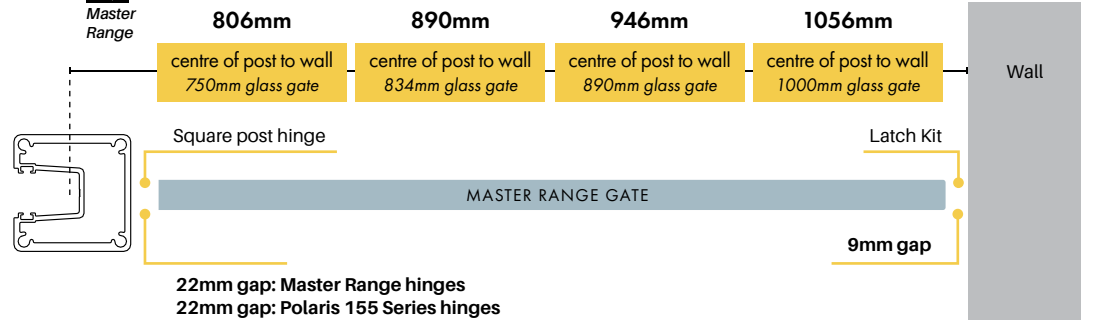 Master
Range
806mm
890mm
946mm
1056mm
centre of post to wall
750mm glass gate
centre of post to wall
834mm glass gate
centre of post to wall
890mm glass gate
centre of post to wall
1000mm glass gate
Wall
Square post hinge
Latch Kit
MASTER RANGE GATE
9mm gap
22mm gap: Master Range hinges
22mm gap: Polaris 155 Series hinges